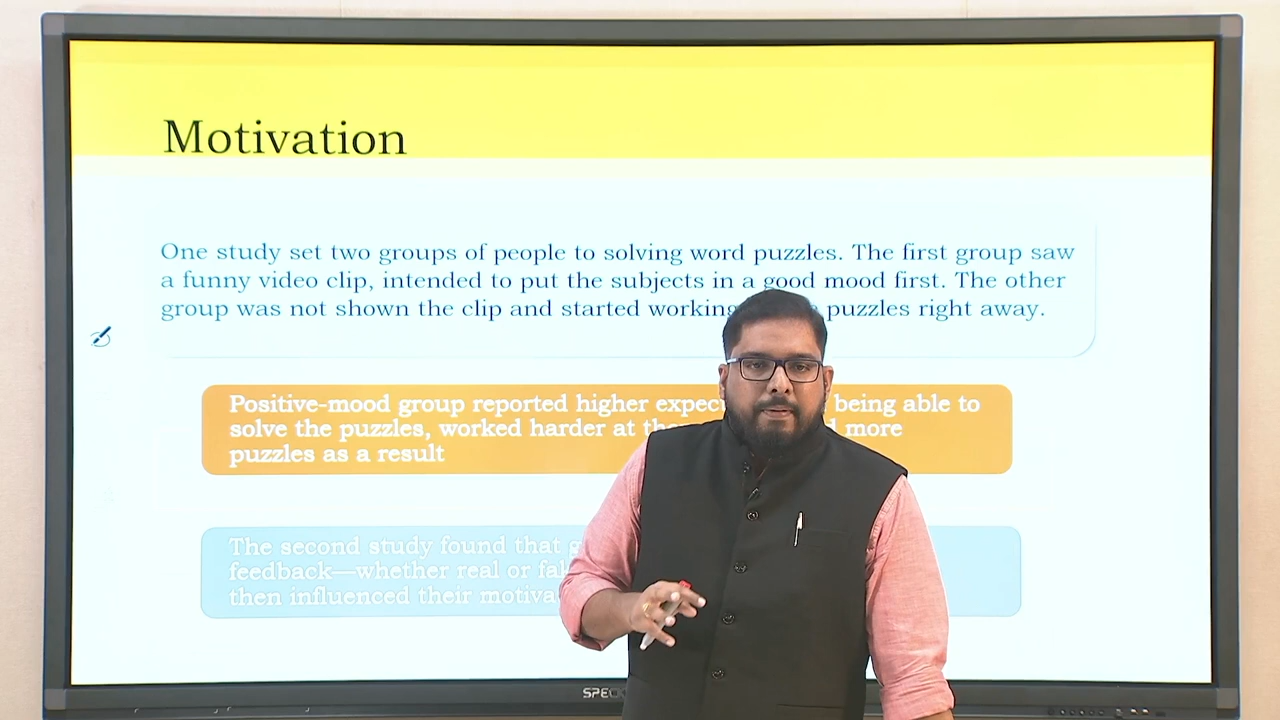 Motivation
One study set two groups of people to solving word puzzles. The first group saw
a funny video clip, intended to put the subjects in a good mood first. The other
group was not shown the clip and started working puzzles right away.
Positive-mood group reported higher being able to
solve the puzzles, worked harder at more
puzzles as a result
The second study found that
feedback—whether real or
then influenced their